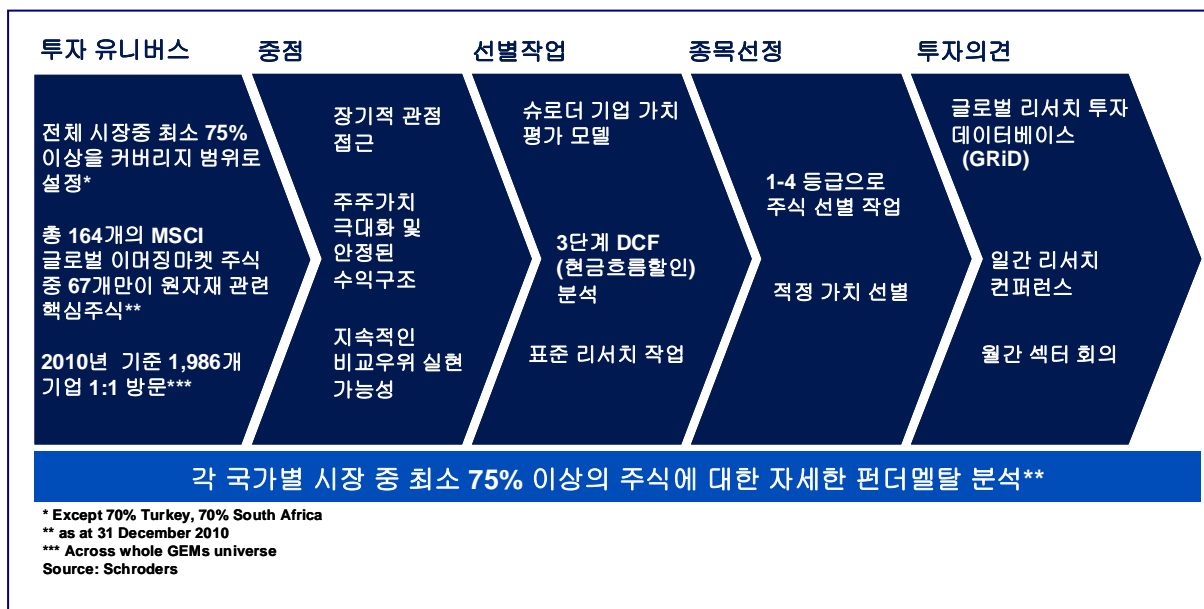 투자 유니버스
중점
선별작업
종목선정
투자의견
전체 시장중 최소 75%
이상을 커버리지 범위로
설정*
총 164개의 MSCI
글로벌 이머징마켓 주식
중 67개만이 원자재 관련
핵심주식**
2010년 기준 1,986개
기업 1:1 방문***
장기적 관점
접근
주주가치
극대화 및
안정된
수익구조
지속적인
비교우위 실현
가능성
슈로더 기업 가치
평가 모델
3단계 DCF
(현금흐름할인)
분석
표준 리서치 작업
1-4 등급으로
주식 선별 작업
적정 가치 선별
글로벌 리서치 투자
데이터베이스
(GRiD)
일간 리서치
컨퍼런스
월간 섹터 회의
각 국가별 시장 중 최소 75% 이상의 주식에 대한 자세한 펀더멜탈 분석**
* Except 70% Turkey, 70% South Africa
** as at 31 December 2010
*** Across whole GEMs universe
Source: Schroders